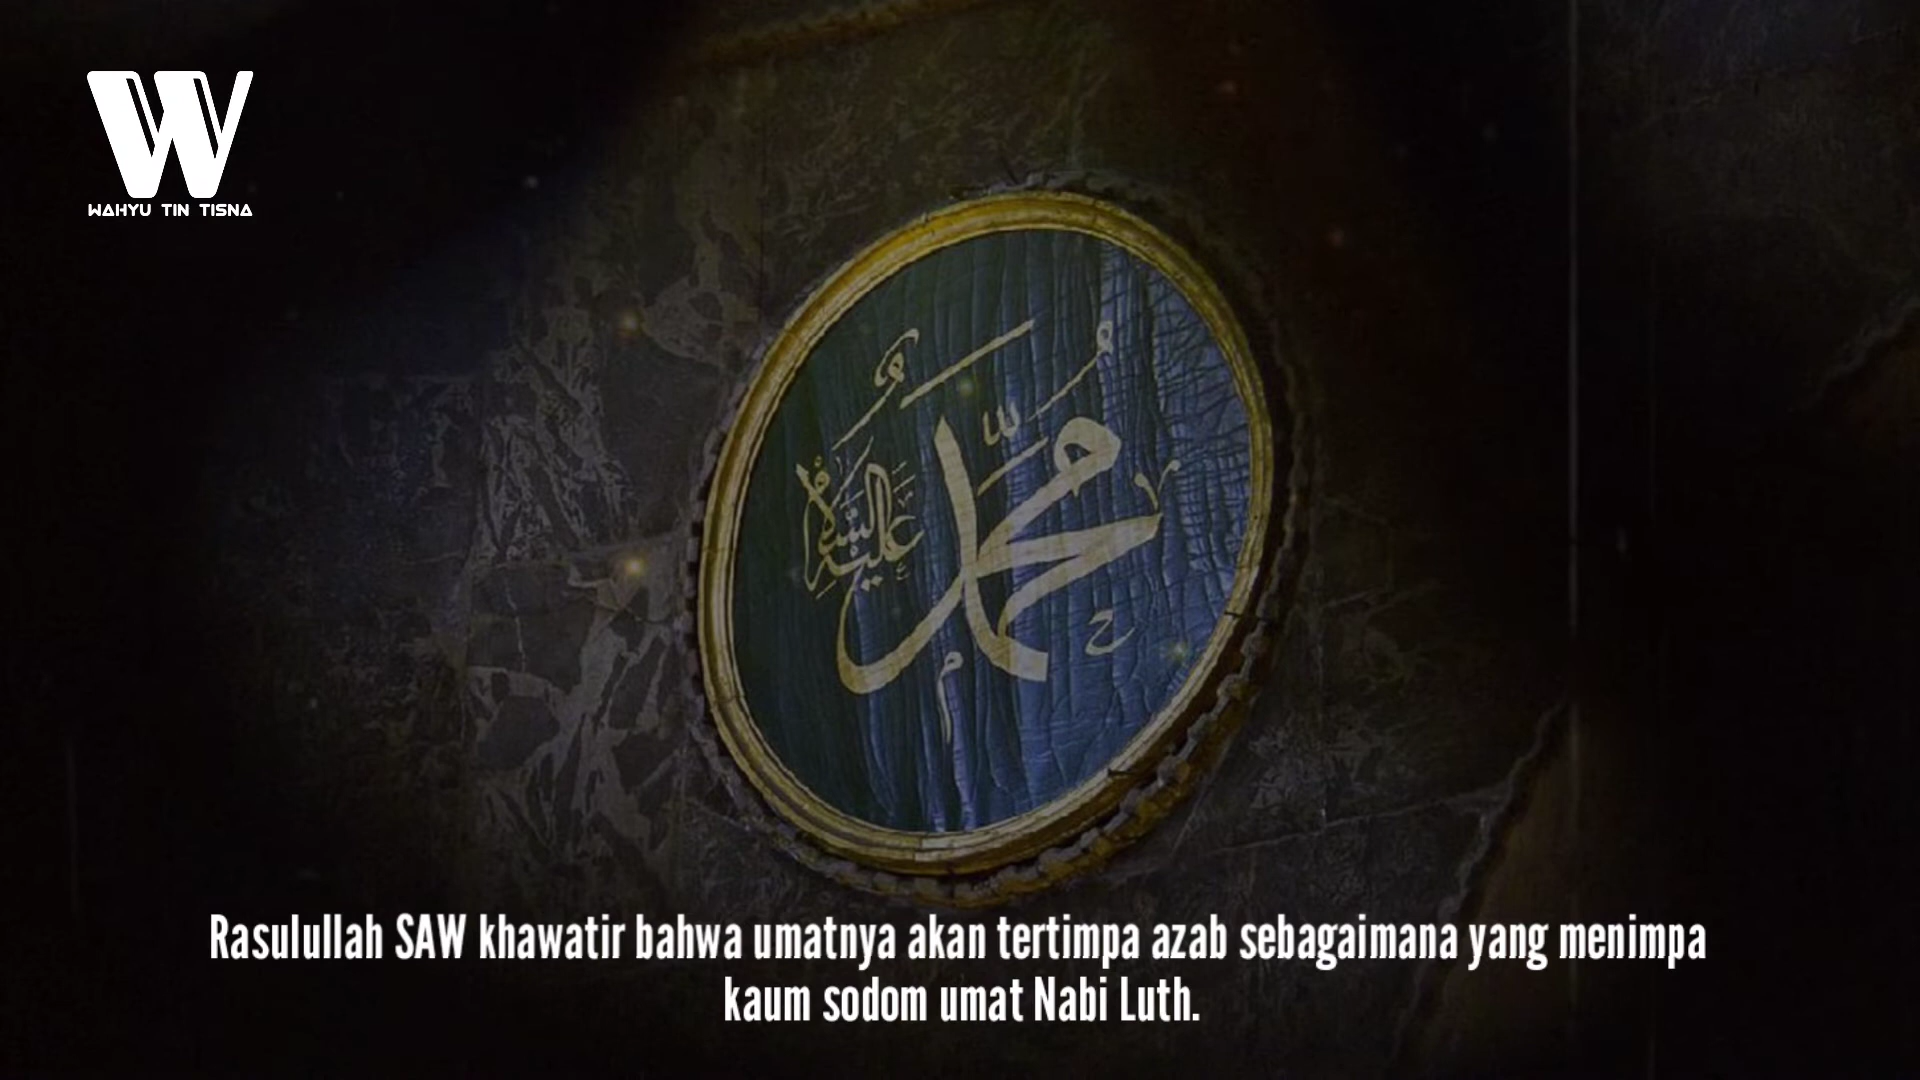 WAHYU TIN TISNA
محمد
عليه السلام
Rasulullah SAW khawatir bahwa umatnya akan tertimpa azab sebagaimana yang menimpa
kaum sodom umat Nabi Luth.